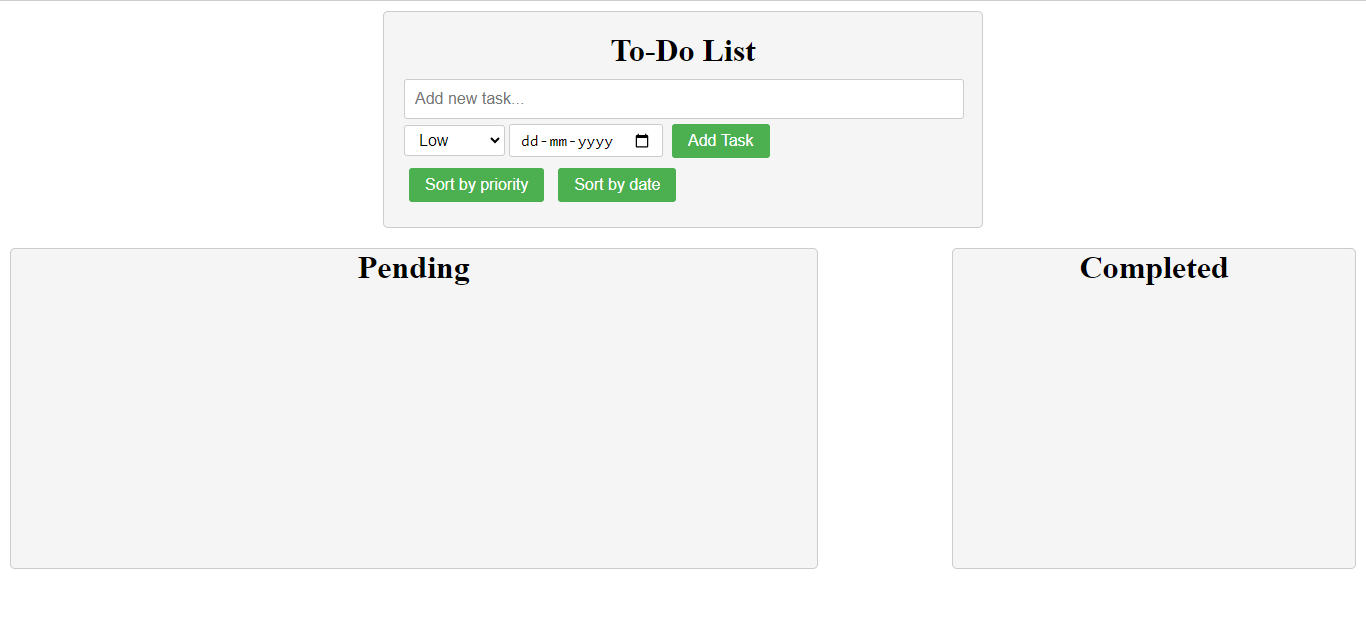 To-Do List
Add new task...
Low dd-mm-yyyy Add Task
Sort by priority Sort by date
Pending Completed